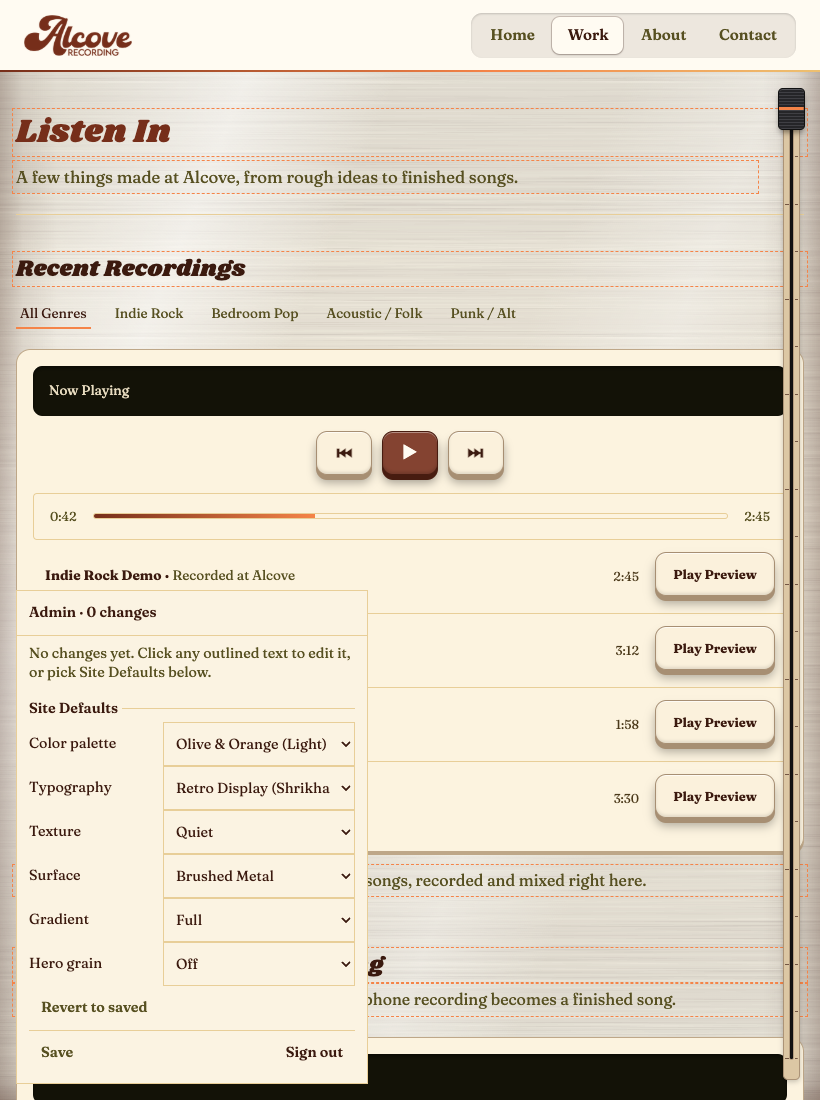 Alcove
RECORDING
Home
Work
About
Contact
Listen In
A few things made at Alcove, from rough ideas to finished songs.
Recent Recordings
All Genres
Indie Rock
Bedroom Pop
Acoustic / Folk
Punk / Alt
Now Playing
0:42
2:45
Indie Rock Demo • Recorded at Alcove
2:45
Play Preview
3:12
Play Preview
1:58
Play Preview
3:30
Play Preview
Admin · 0 changes
No changes yet. Click any outlined text to edit it,
or pick Site Defaults below.
Site Defaults
Color palette
Olive & Orange (Light)
Typography
Retro Display (Shrikha
Texture
Quiet
Surface
Brushed Metal
Gradient
Full
Hero grain
Off
Revert to saved
Save
Sign out
songs, recorded and mixed right here.
phone recording becomes a finished song.